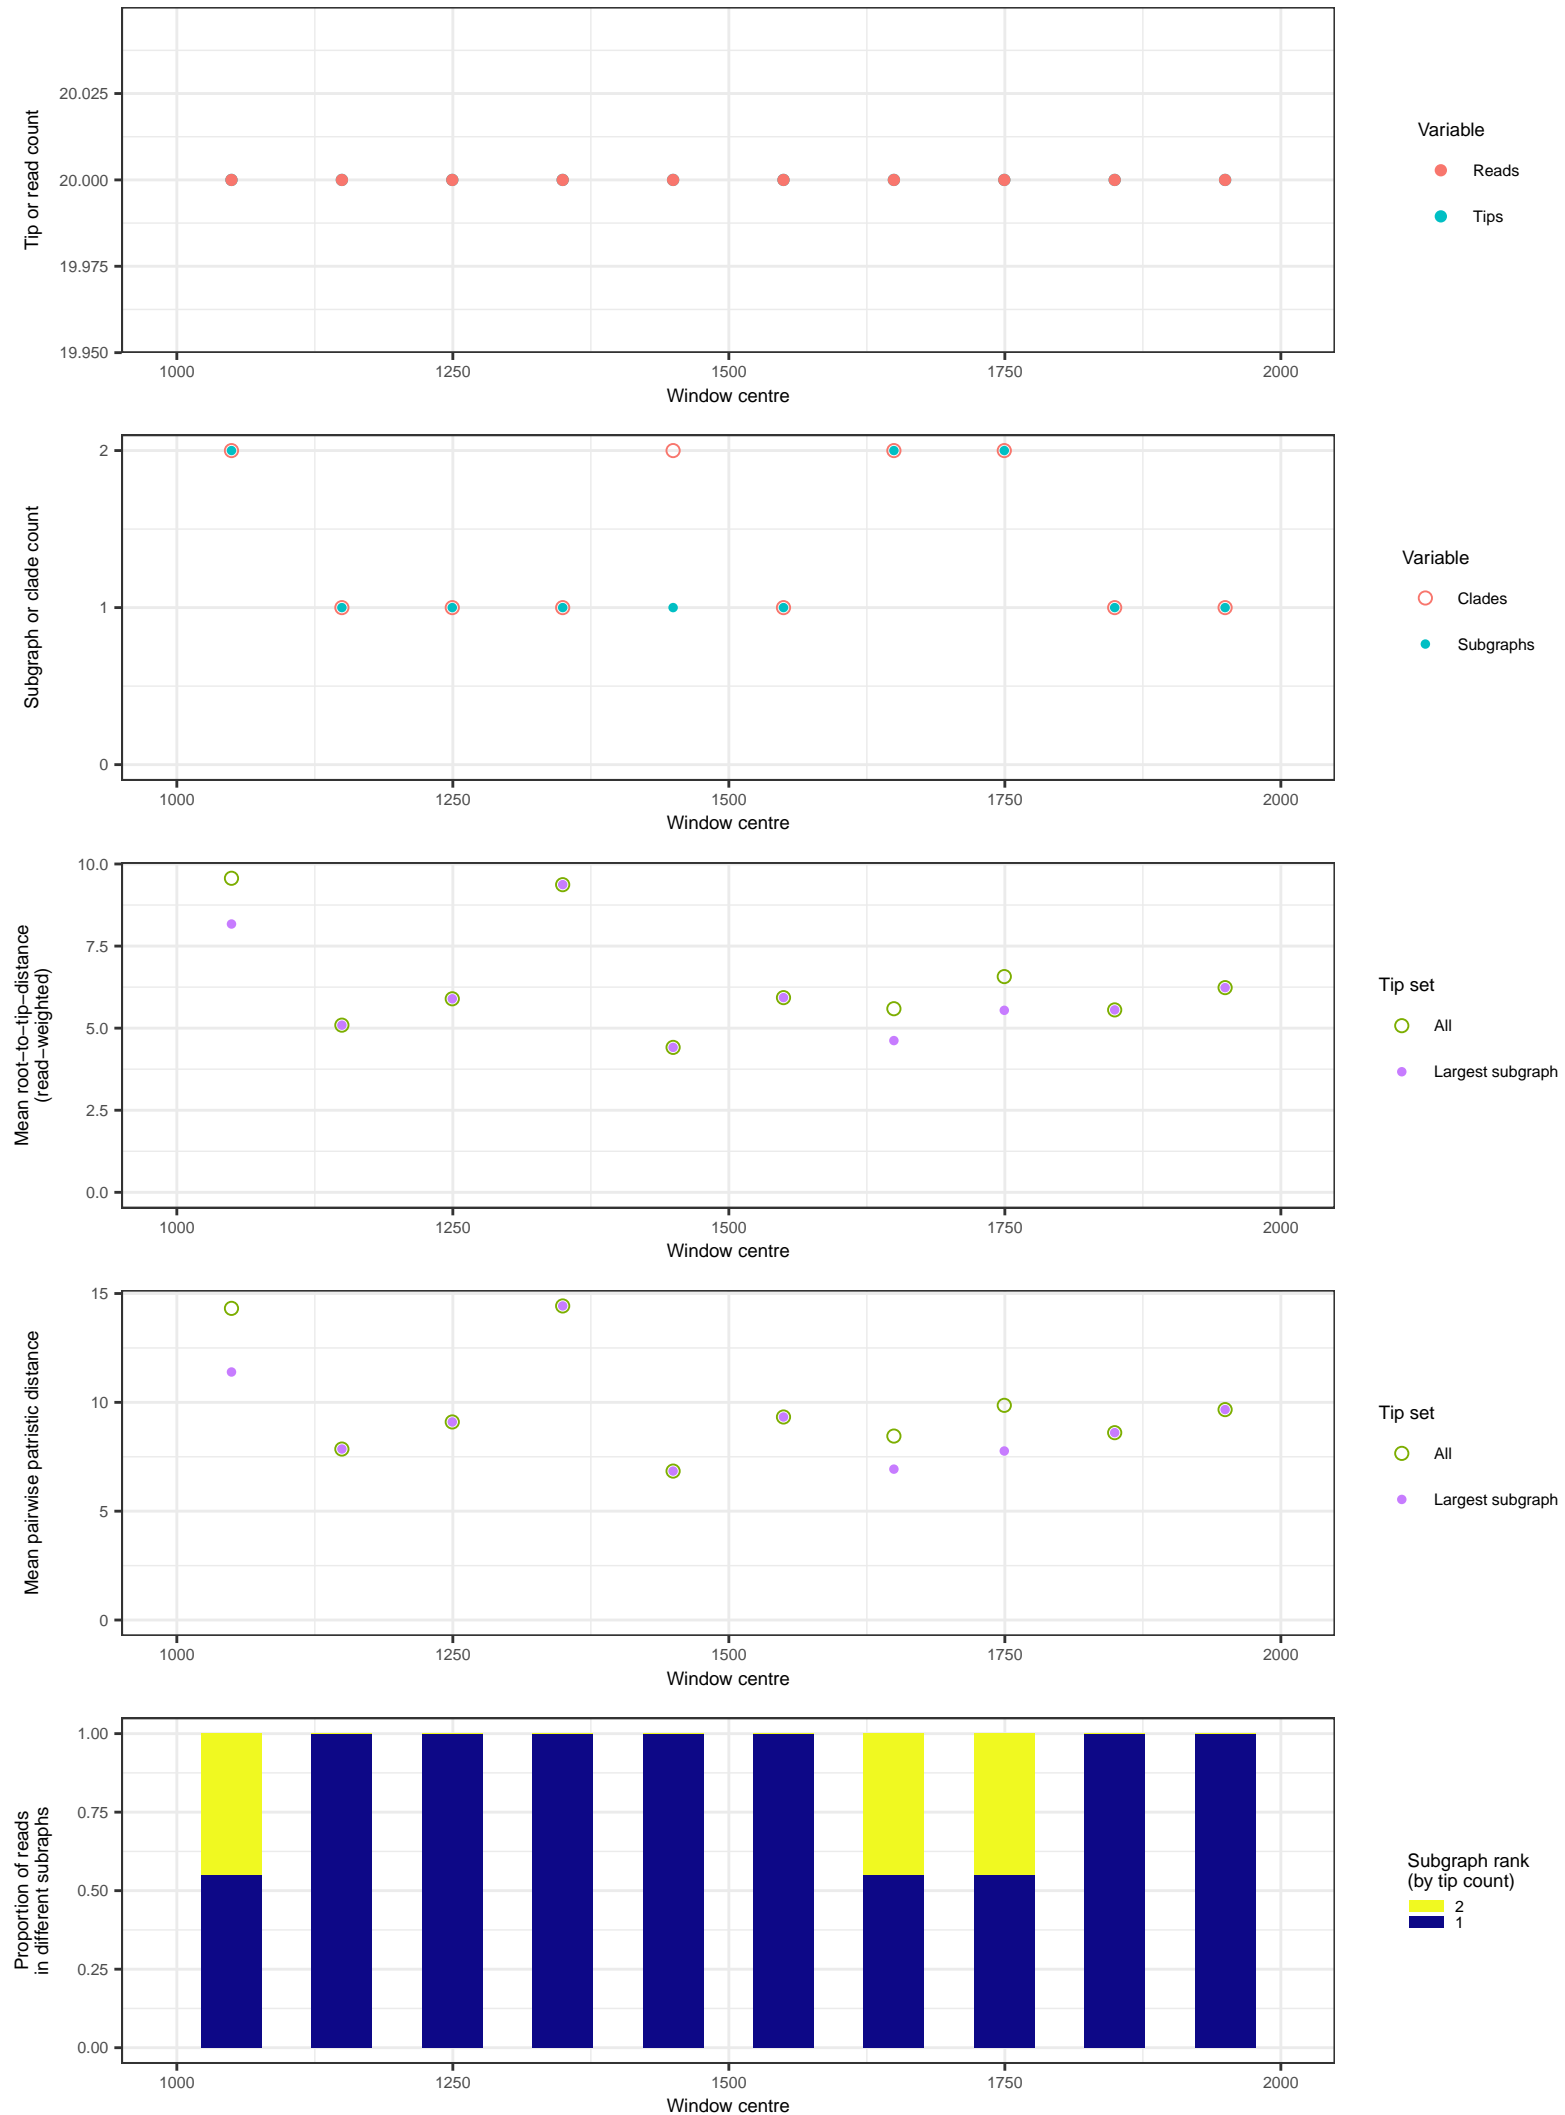 20.025
20.000
19.975
19.950
Tip or read count
1000 1250 1500 1750 2000
Window centre
Variable
Reads
Tips
2
1
0
Subgraph or clade count
1000 1250 1500 1750 2000
Window centre
Variable
Clades
Subgraphs
10.0
7.5
5.0
2.5
0.0
Mean root−to−tip−distance
(read−weighted)
1000 1250 1500 1750 2000
Window centre
Tip set
All
Largest subgraph
15
10
5
0
Mean pairwise patristic distance
1000 1250 1500 1750 2000
Window centre
Tip set
All
Largest subgraph
1.00
0.75
0.50
0.25
0.00
Proportion of reads
in different subraphs
1000 1250 1500 1750 2000
Window centre
Subgraph rank
(by tip count)
2
1